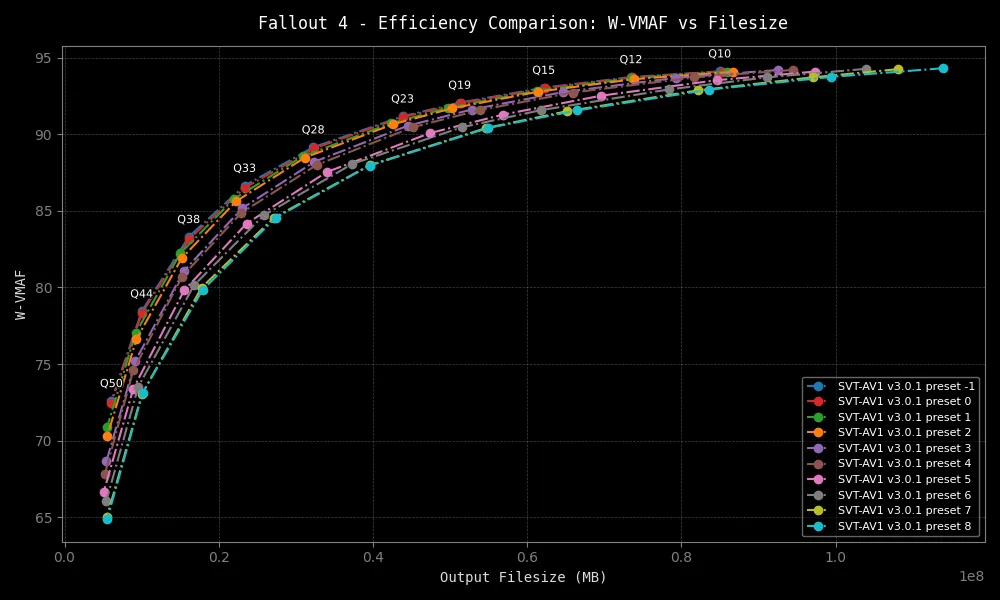 Fallout 4 - Efficiency Comparison: W-VMAF vs Filesize
95
90
85
80
75
70
65
W-VMAF
Q50
Q44
Q38
Q33
Q28
Q23
Q19
Q15
Q12
Q10
SVT-AV1 v3.0.1 preset -1
SVT-AV1 v3.0.1 preset 0
SVT-AV1 v3.0.1 preset 1
SVT-AV1 v3.0.1 preset 2
SVT-AV1 v3.0.1 preset 3
SVT-AV1 v3.0.1 preset 4
SVT-AV1 v3.0.1 preset 5
SVT-AV1 v3.0.1 preset 6
SVT-AV1 v3.0.1 preset 7
SVT-AV1 v3.0.1 preset 8
0.0 0.2 0.4 0.6 0.8 1.0
1e8
Output Filesize (MB)